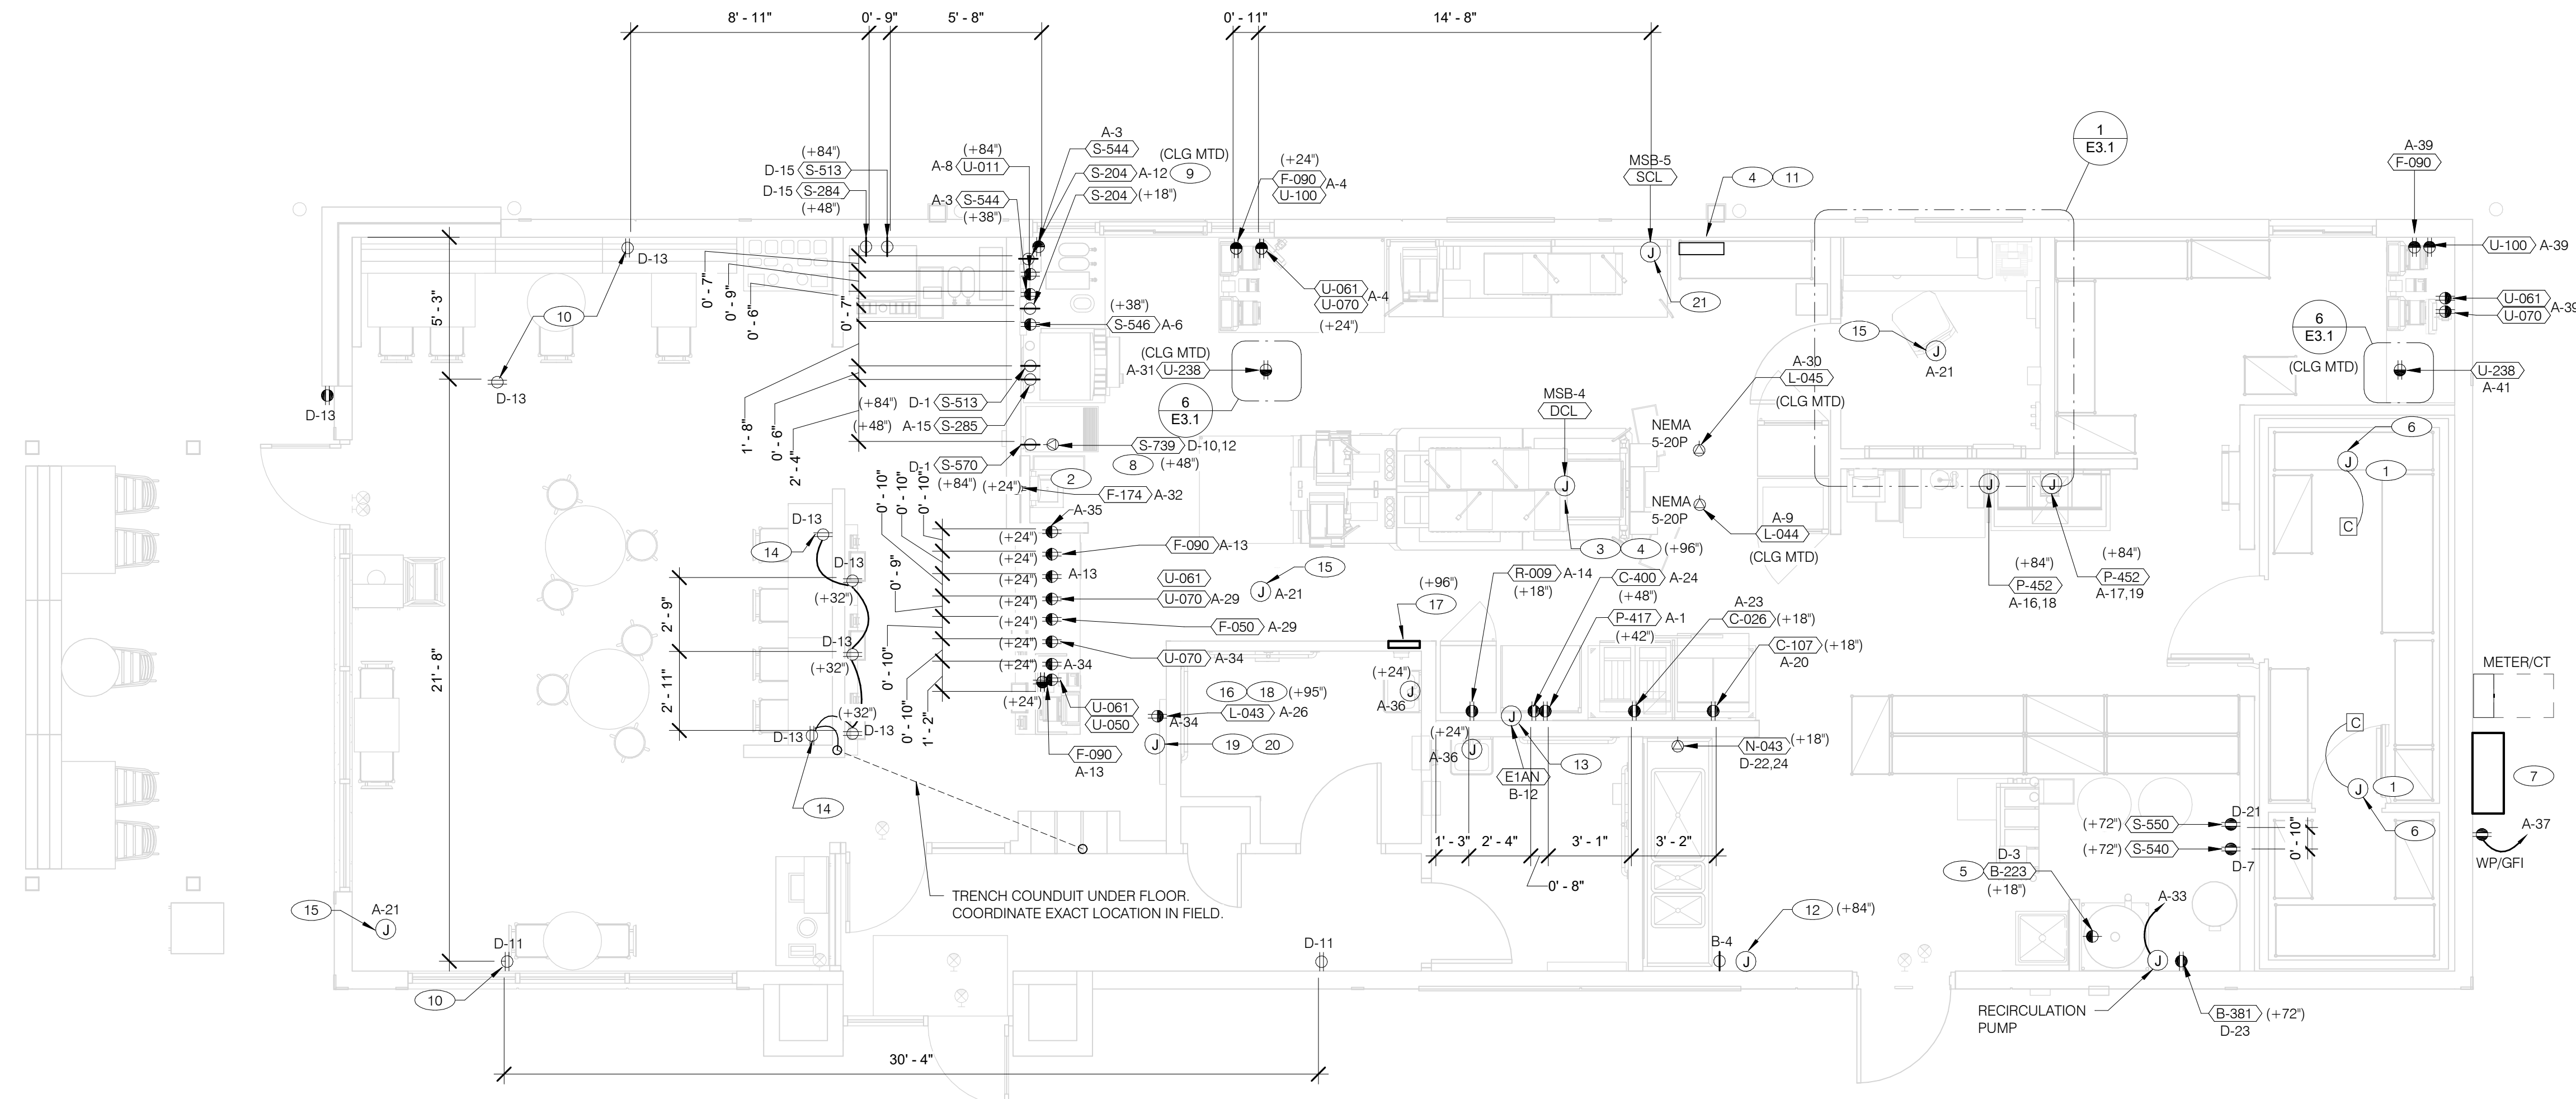 8' - 11"
0' - 9"
5' - 8"
0' - 11"
14' - 8"
1
E3.1
A-3
S-544
(CLG MTD)
(+84")
D-15 S-513
D-15 S-284
(+48")
(+84")
A-8 U-011
A-3 S-544
(+38")
S-204 A-12 9
S-204 (+18")
(+24")
F-090
U-100
A-4
MSB-5
SCL
4 11
A-39
F-090
U-100 A-39
U-061
U-070
A-39
D-13
10
D-13
D-13
5' - 3"
0' - 7"
0' - 9"
0' - 6"
0' - 7"
(+38")
S-546 A-6
U-061
U-070
A-4
(+24")
21
15
J
A-21
6
E3.1
(CLG MTD)
U-238
A-41
(CLG MTD)
A-31 U-238
6
E3.1
A-30
L-045
(CLG MTD)
NEMA
5-20P
MSB-4
DCL
J
J
(+84")
D-1 S-513
(+48")
A-15 S-285
1' - 8"
0' - 6"
2' - 4"
S-739 D-10,12
8 (+48")
D-1 S-570
(+84")
2
(+24")
F-174 A-32
NEMA
5-20P
A-9
L-044
(CLG MTD)
3 4 (+96")
J
J
(+84")
P-452
A-16,18
(+84")
P-452
A-17,19
6
J
1
C
0' - 10"
0' - 10"
0' - 10"
0' - 9"
0' - 10"
0' - 10"
1' - 2"
A-35
(+24")
F-090 A-13
(+24")
A-13
(+24")
U-061
U-070 A-29
(+24")
F-050 A-29
(+24")
U-070 A-34
(+24")
A-34
(+24")
(+24")
U-061
U-050
F-090
A-13
15
J
A-21
D-13
14
D-13
(+32")
D-13
(+32")
(+32")
D-13
D-13
14
2' - 9"
2' - 11"
21' - 8"
(+96")
17
R-009 A-14
(+18")
C-400 A-24
(+48")
P-417 A-1
(+42")
A-23
C-026 (+18")
C-107 (+18")
A-20
(+24")
J
A-36
16 18 (+95")
L-043 A-26
A-34
J
19 20
(+24")
J
A-36
J
13
E1AN
B-12
N-043 (+18")
D-22,24
METER/CT
7
C
1
J
6
D-21
(+72") S-550
(+72") S-540
D-7
0' - 10"
A-37
WP/GFI
1' - 3"
2' - 4"
3' - 1"
3' - 2"
0' - 8"
D-3
5 B-223
(+18")
A-33
TRENCH COUNDUIT UNDER FLOOR.
COORDINATE EXACT LOCATION IN FIELD.
15
A-21
J
D-11
10
D-11
B-4
J
12 (+84")
J
RECIRCULATION
PUMP
B-381 (+72")
D-23
30' - 4"